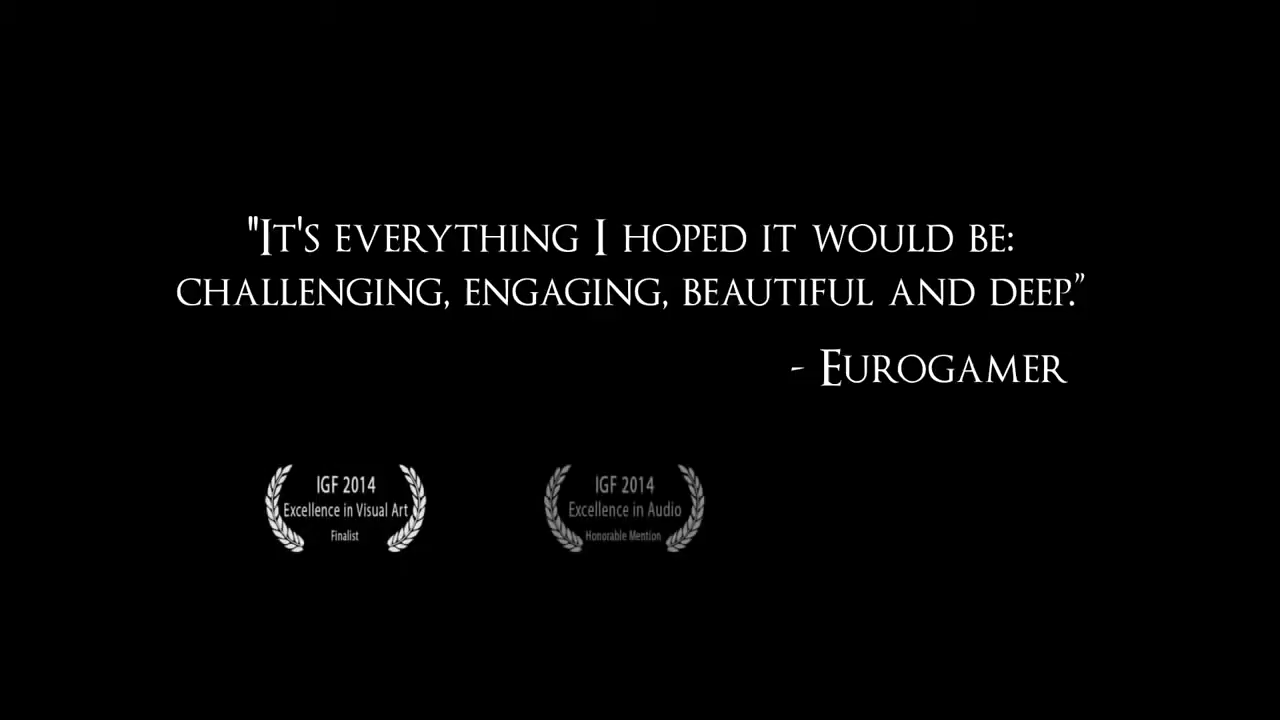 "It's everything I hoped it would be:
challenging, engaging, beautiful and deep.”
- Eurogamer
IGF 2014
Excellence in Visual Art
Finalist
IGF 2014
Excellence in Audio
Honorable Mention